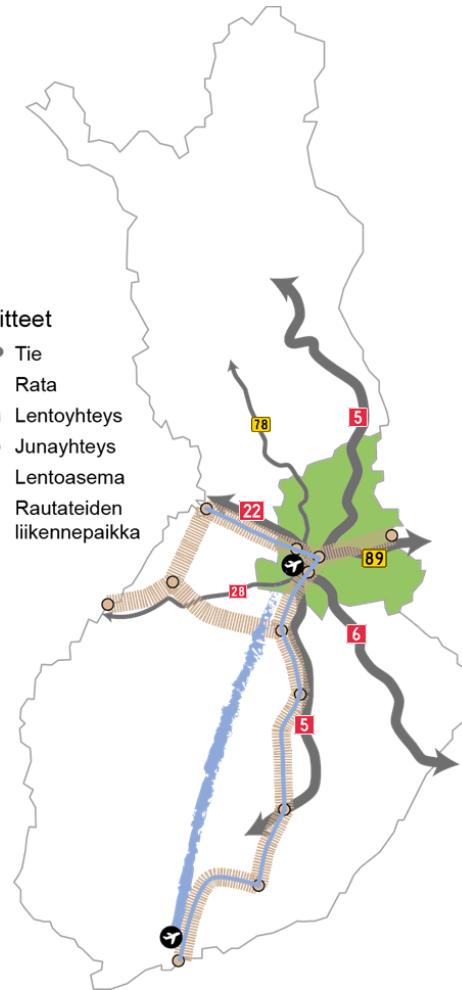 itteet
Tie
Rata
Lentoyhteys
Junayhteys
Lentoasema
Rautateiden
liikennepaikka
5
78
22
89
28
6
5